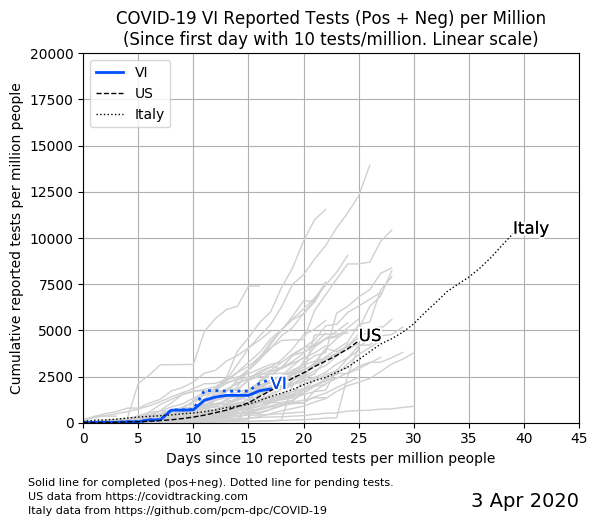 COVID-19 VI Reported Tests (Pos + Neg) per Million
(Since first day with 10 tests/million. Linear scale)
Cumulative reported tests per million people
20000
17500
15000
12500
10000
7500
5000
2500
0
VI
US
Italy
Italy
US
VI
0 5 10 15 20 25 30 35 40 45
Days since 10 reported tests per million people
Solid line for completed (pos+neg). Dotted line for pending tests.
US data from https://covidtracking.com
Italy data from https://github.com/pcm-dpc/COVID-19
3 Apr 2020